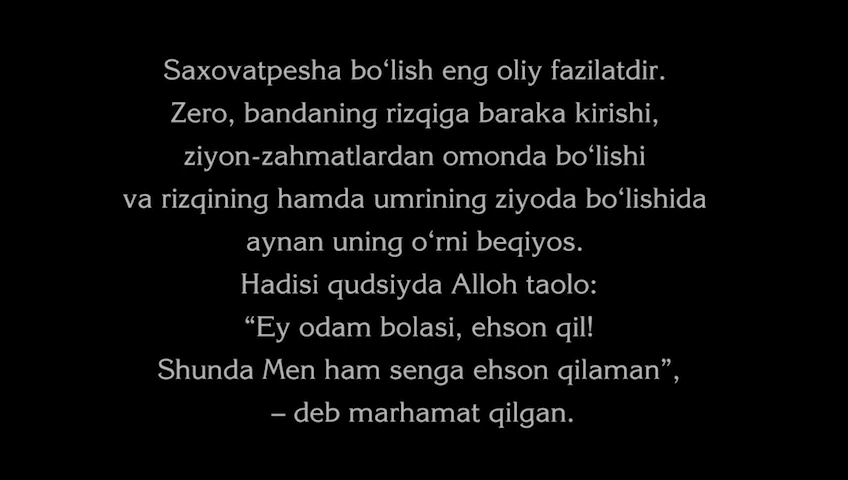 Saxovatpesha bo‘lish eng oliy fazilatdir.
Zero, bandaning rizqiga baraka kirishi,
ziyon-zahmatlardan omonda bo‘lishi
va rizqining hamda umrining ziyoda bo‘lishida
aynan uning o‘rni beqiyos.
Hadisi qudsiyda Alloh taolo:
“Ey odam bolasi, ehson qil!
Shunda Men ham senga ehson qilaman”,
– deb marhamat qilgan.